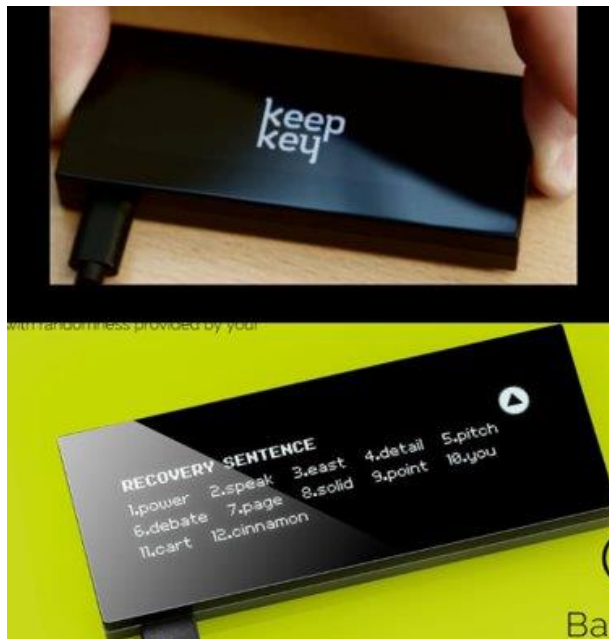 keep
key
with randomness provided by your
RECOVERY SENTENCE
1.power 2.speak 3.east 4.detail 5.pitch
6.debate 7.page 8.solid 9.point 10.you
11.cart 12.cinnamon
Ba